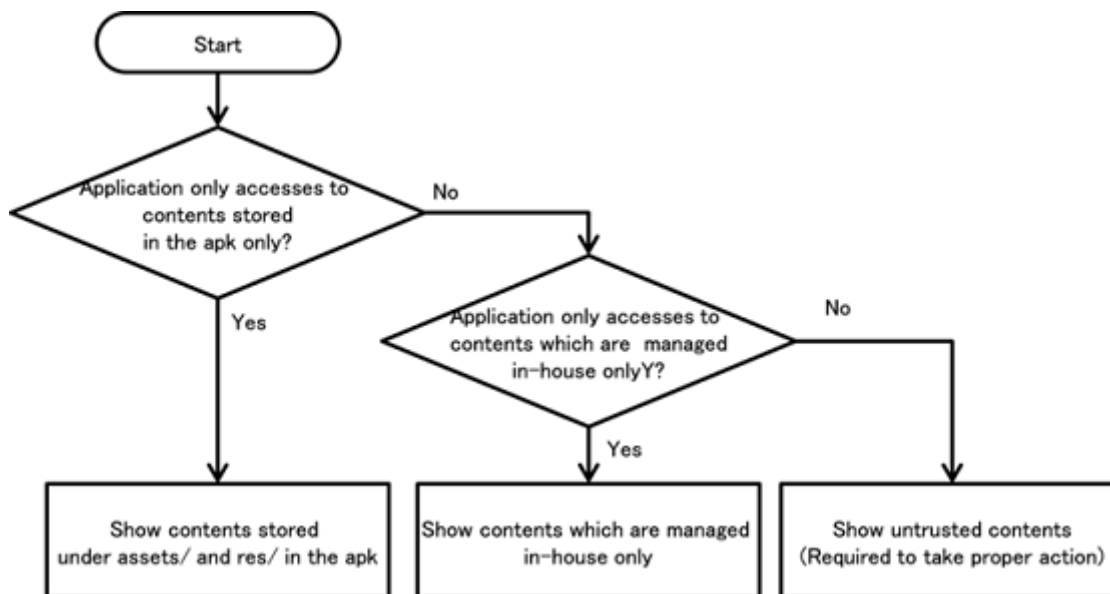 Start
Application only accesses to
contents stored
in the apk only?
No
Yes
Application only accesses to
contents which are managed
in-house onlyY?
No
Yes
Show contents stored
under assets/ and res/ in the apk
Show contents which are managed
in-house only
Show untrusted contents
(Required to take proper action)